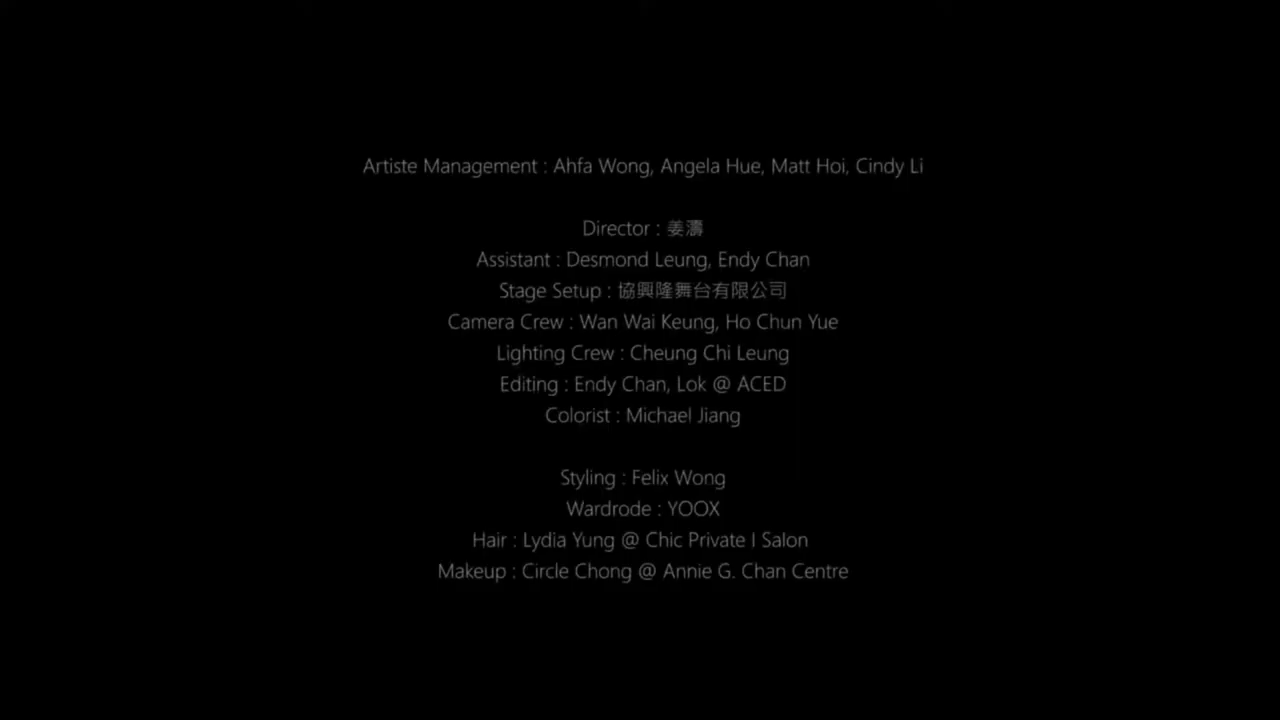 Artiste Management : Ahfa Wong, Angela Hue, Matt Hoi, Cindy Li
Director : 姜濤
Assistant : Desmond Leung, Endy Chan
Stage Setup : 協興隆舞台有限公司
Camera Crew : Wan Wai Keung, Ho Chun Yue
Lighting Crew : Cheung Chi Leung
Editing : Endy Chan, Lok @ ACED
Colorist : Michael Jiang
Styling : Felix Wong
Wardrode : YOOX
Hair : Lydia Yung @ Chic Private I Salon
Makeup : Circle Chong @ Annie G. Chan Centre